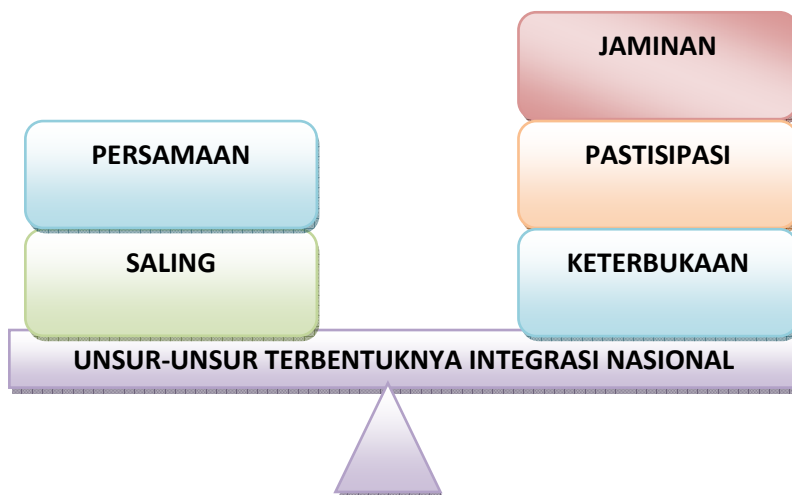 JAMINAN
PERSAMAAN
PASTISIPASI
SALING
KETERBUKAAN
UNSUR-UNSUR TERBENTUKNYA INTEGRASI NASIONAL